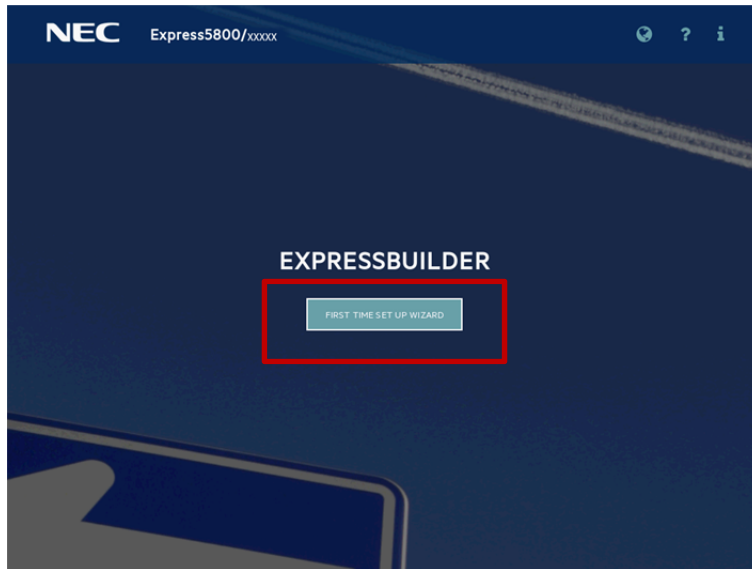 NEC Express5800/xxxxx ? i
EXPRESSBUILDER
FIRST TIME SET UP WIZARD